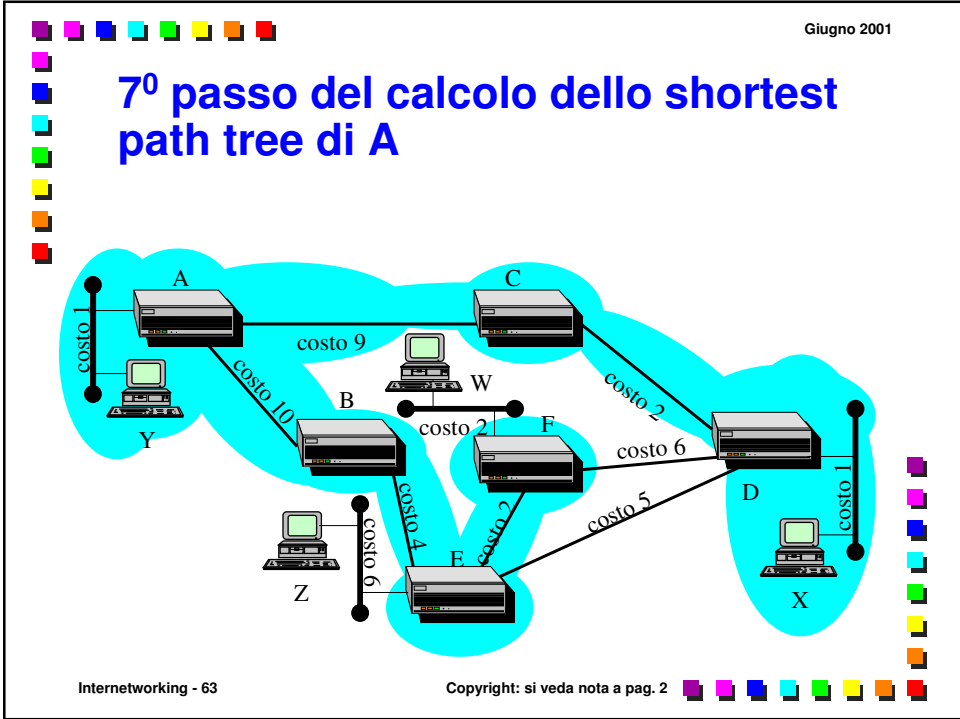 Giugno 2001
7⁰ passo del calcolo dello shortest
path tree di A
A
C
costo 1
costo 9
W
costo 10
costo 2
B
Y
costo 2
F
costo 6
D
costo 1
costo 4
costo 2
costo 5
costo 6
E
Z
X
Internetworking - 63
Copyright: si veda nota a pag. 2